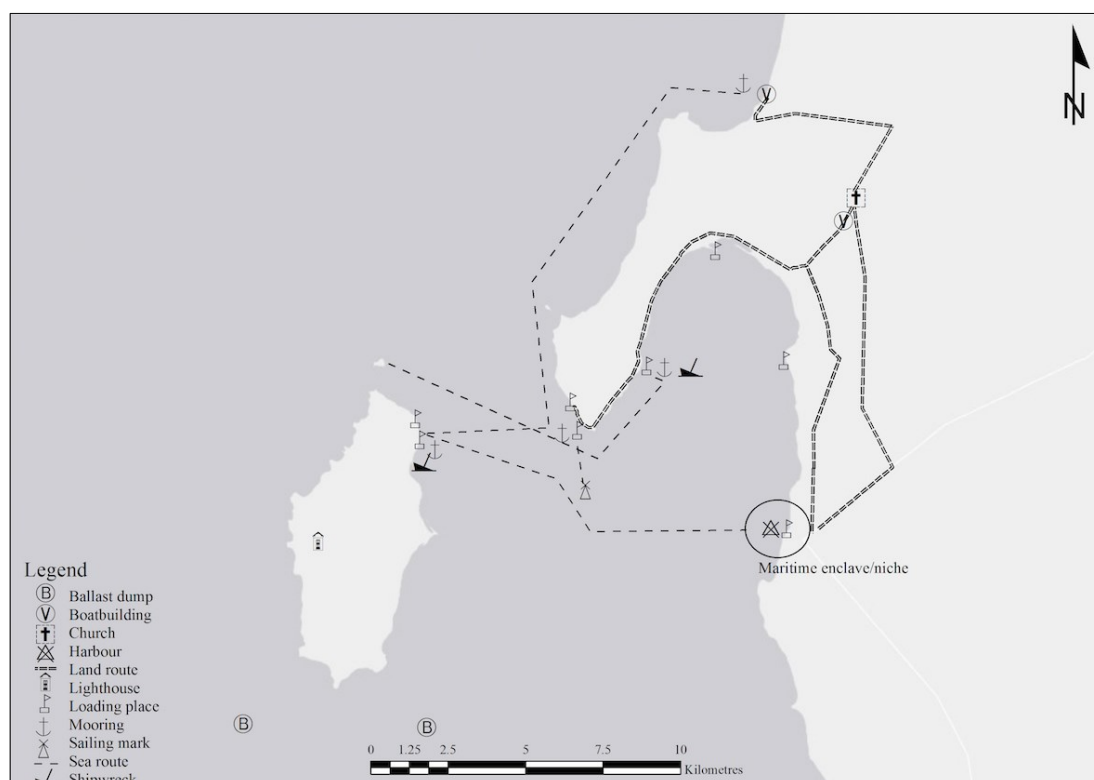 N
Maritime enclave/niche
Legend
B Ballast dump
V Boatbuilding
Church
Harbour
Land route
Lighthouse
Loading place
Mooring
Sailing mark
Sea route
Shipwreck
V
V
B
B
0 1.25 2.5 5 7.5 10
Kilometres